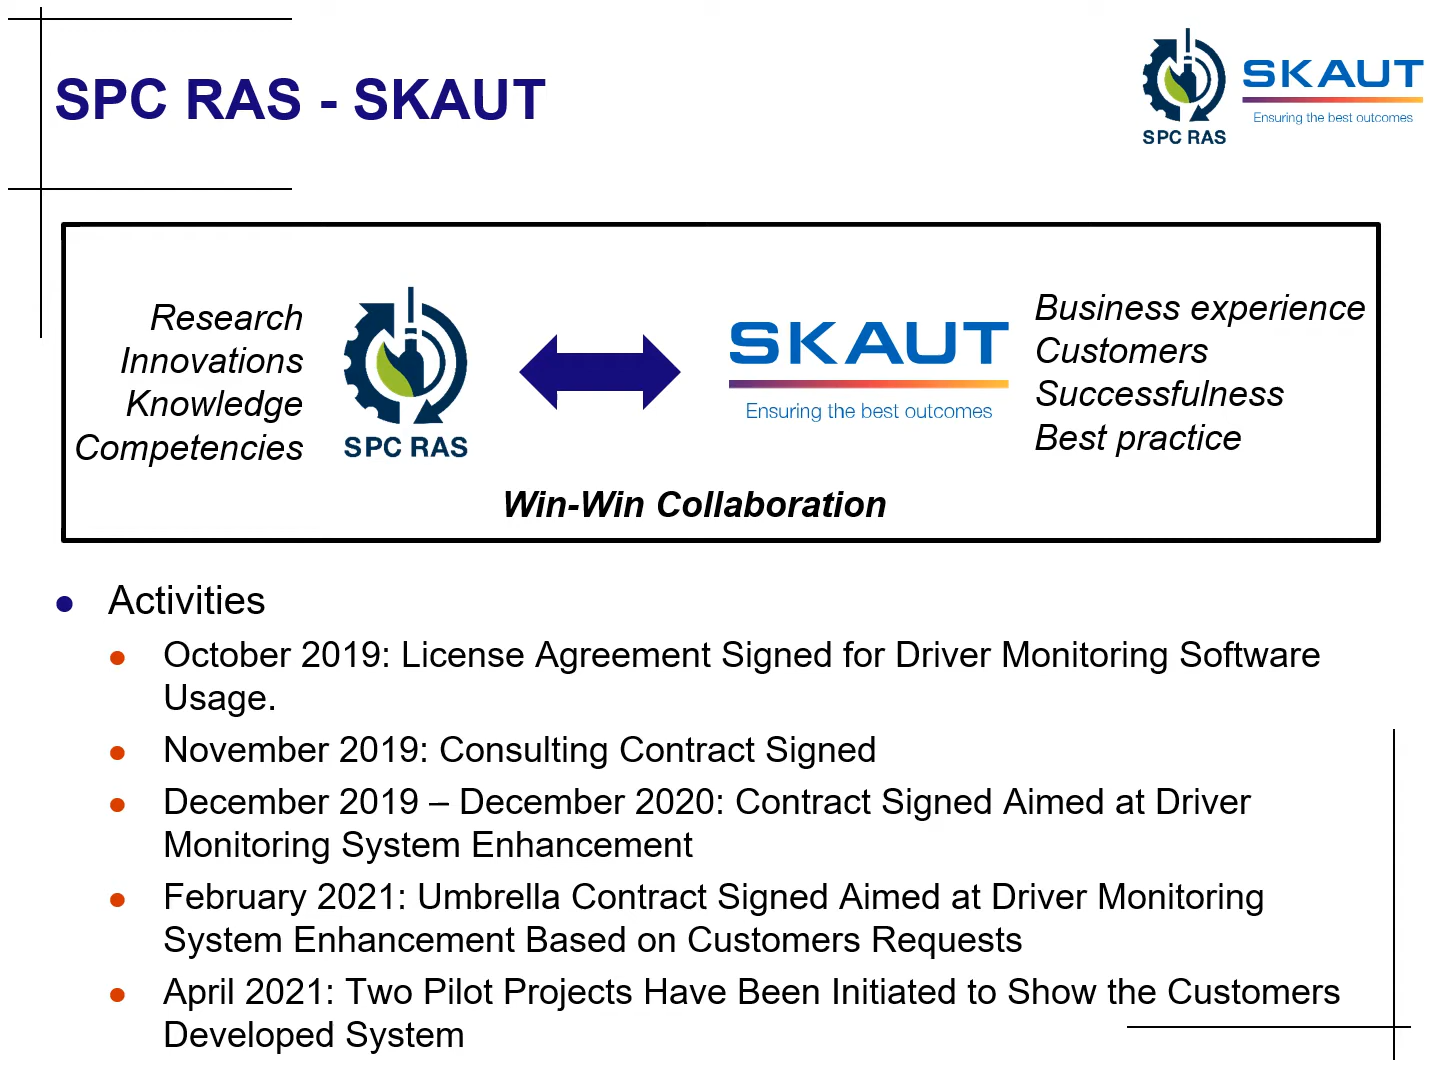 SPC RAS - SKAUT
SPC RAS
SKAUT
Ensuring the best outcomes
Research
Innovations
Knowledge
Competencies
SPC RAS
SKAUT
Ensuring the best outcomes
Business experience
Customers
Successfulness
Best practice
Win-Win Collaboration
Activities
October 2019: License Agreement Signed for Driver Monitoring Software
Usage.
November 2019: Consulting Contract Signed
December 2019 – December 2020: Contract Signed Aimed at Driver
Monitoring System Enhancement
February 2021: Umbrella Contract Signed Aimed at Driver Monitoring
System Enhancement Based on Customers Requests
April 2021: Two Pilot Projects Have Been Initiated to Show the Customers
Developed System